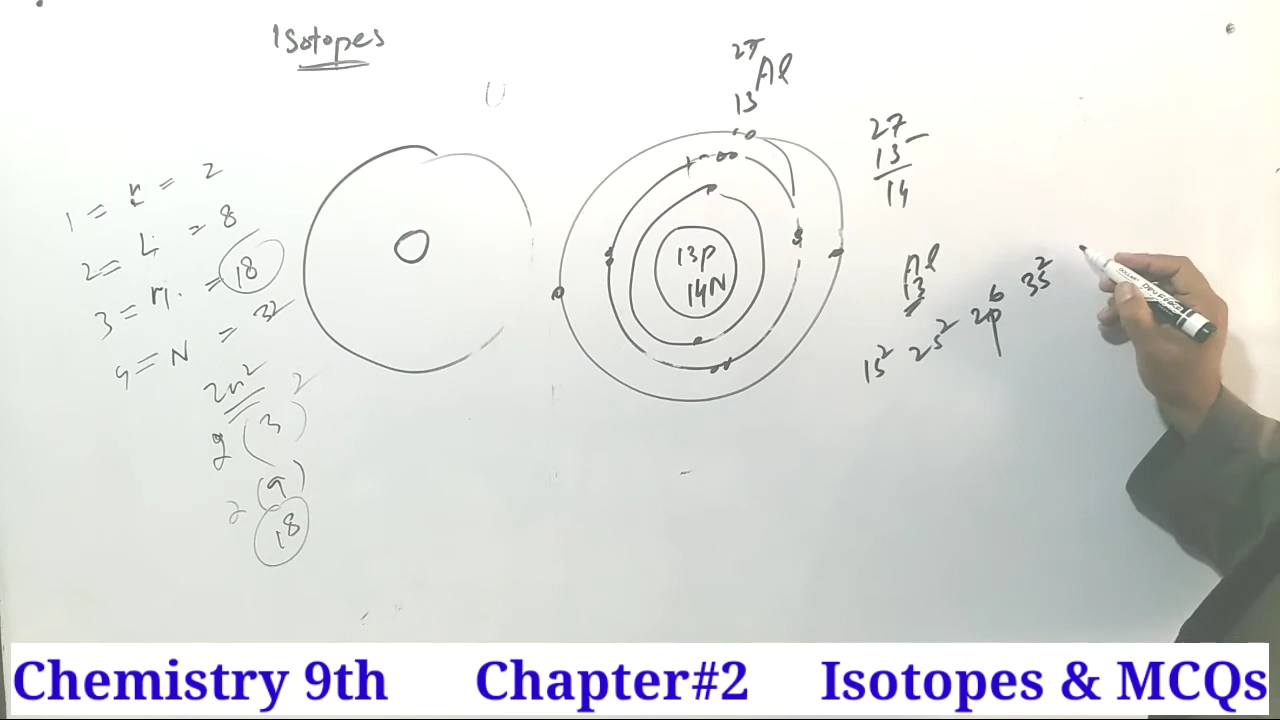 Isotopes
1 = K = 2
2 = L = 8
3 = M = 18
4 = N = 32
2n²
2 (3)²
2 (9)
18
27
Al
13
13P
14N
27
13 -
14
Al
13
1s² 2s² 2p⁶ 3s²
Chemistry 9th Chapter#2 Isotopes & MCQs